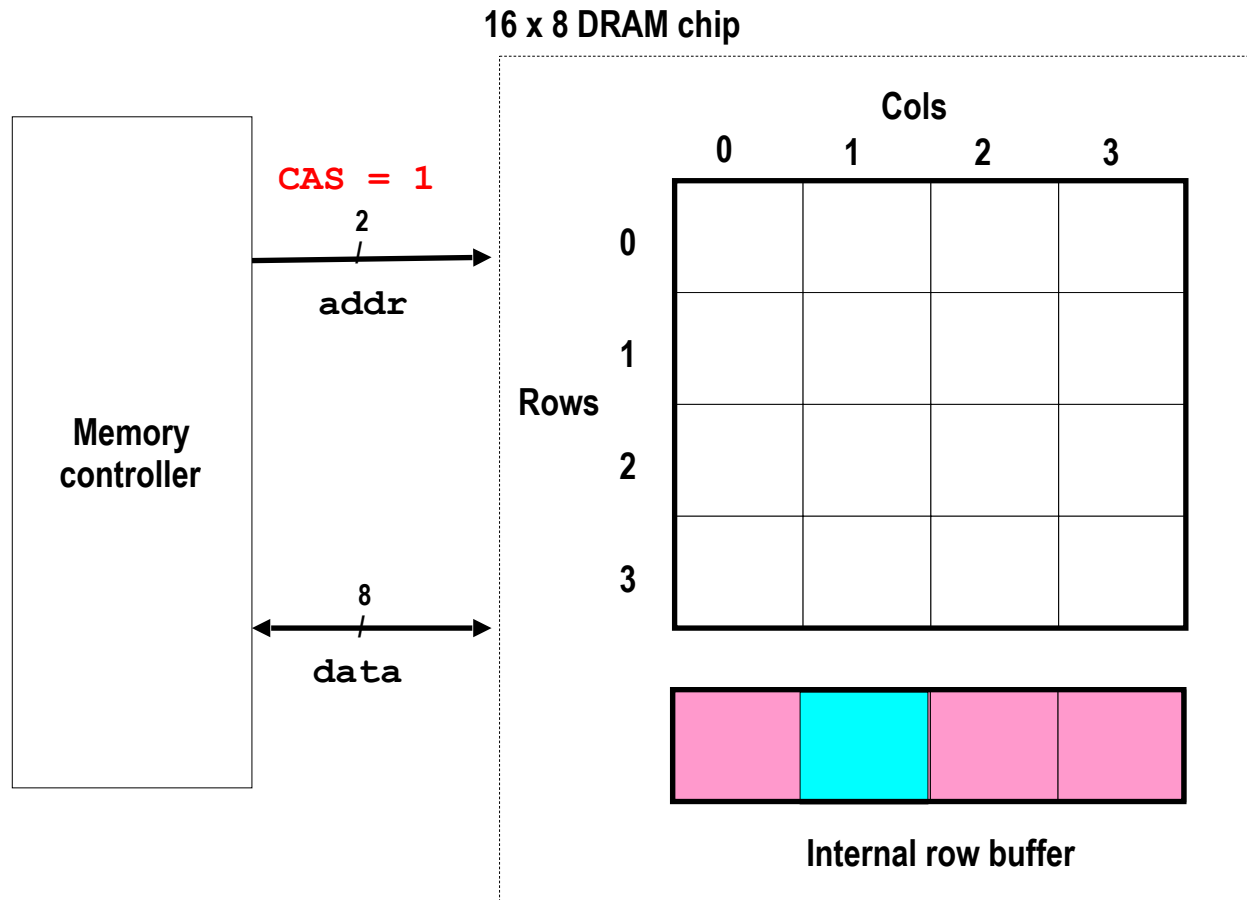 16 x 8 DRAM chip
Cols
0 1 2 3
CAS = 1
2
addr
0
1
Rows
2
3
Memory
controller
8
data
Internal row buffer